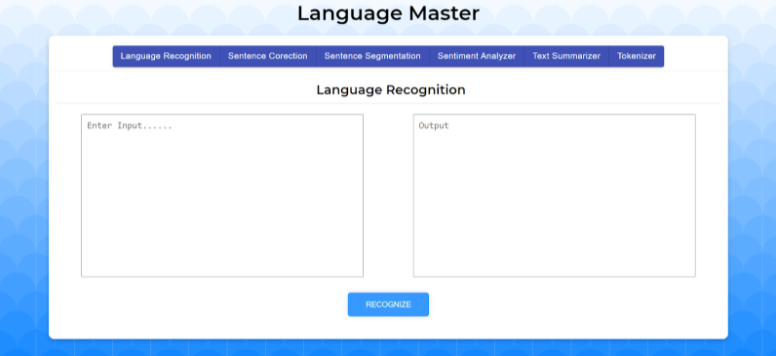 Language Master
Language Recognition Sentence Corection Sentence Segmentation Sentiment Analyzer Text Summarizer Tokenizer
Language Recognition
Enter Input...... Output
RECOGNIZE